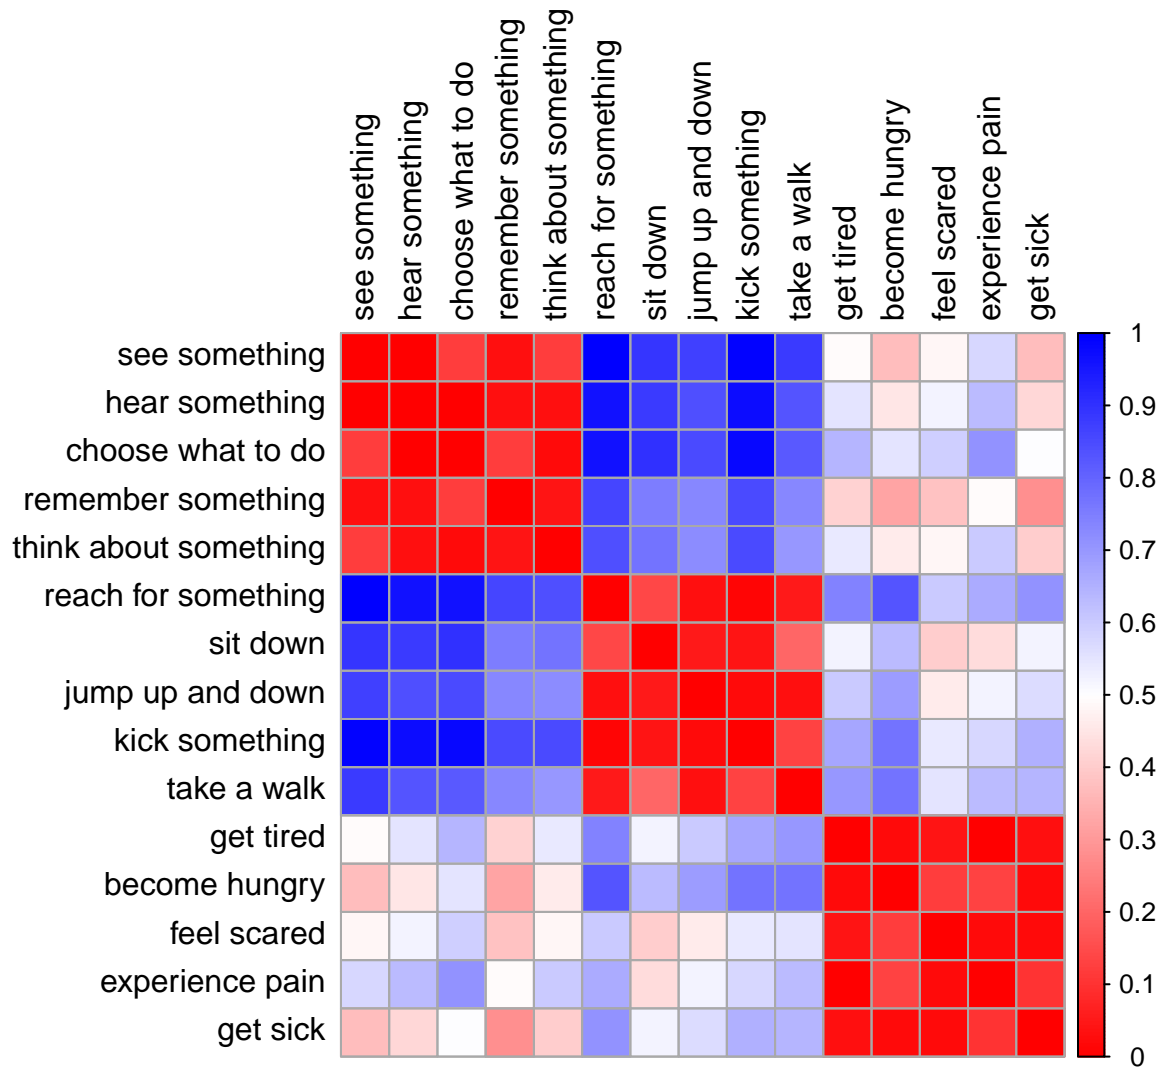 see something
hear something
choose what to do
remember something
think about something
reach for something
sit down
jump up and down
kick something
take a walk
get tired
become hungry
feel scared
experience pain
get sick
see something
hear something
choose what to do
remember something
think about something
reach for something
sit down
jump up and down
kick something
take a walk
get tired
become hungry
feel scared
experience pain
get sick
1
0.9
0.8
0.7
0.6
0.5
0.4
0.3
0.2
0.1
0